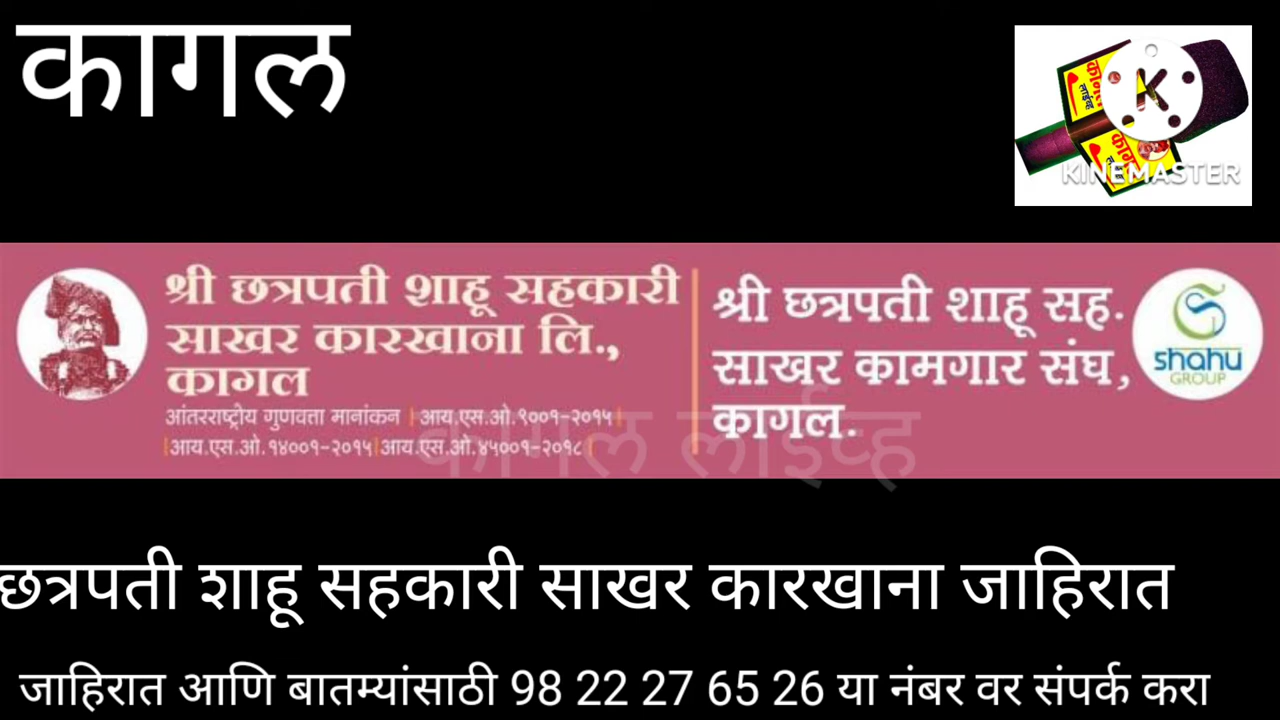 कागल
KINEMASTER
श्री छत्रपती शाहू सहकारी
साखर कारखाना लि.,
कागल
आंतरराष्ट्रीय गुणवत्ता मानांकन | आय.एस.ओ.९००१-२०१५ |
|आय.एस.ओ.१४००१-२०१५|आय.एस.ओ.४५००१-२०१८|
श्री छत्रपती शाहू सह.
साखर कामगार संघ,
कागल.
shahu
GROUP
कागल लाईव्ह
छत्रपती शाहू सहकारी साखर कारखाना जाहिरात
जाहिरात आणि बातम्यांसाठी 98 22 27 65 26 या नंबर वर संपर्क करा